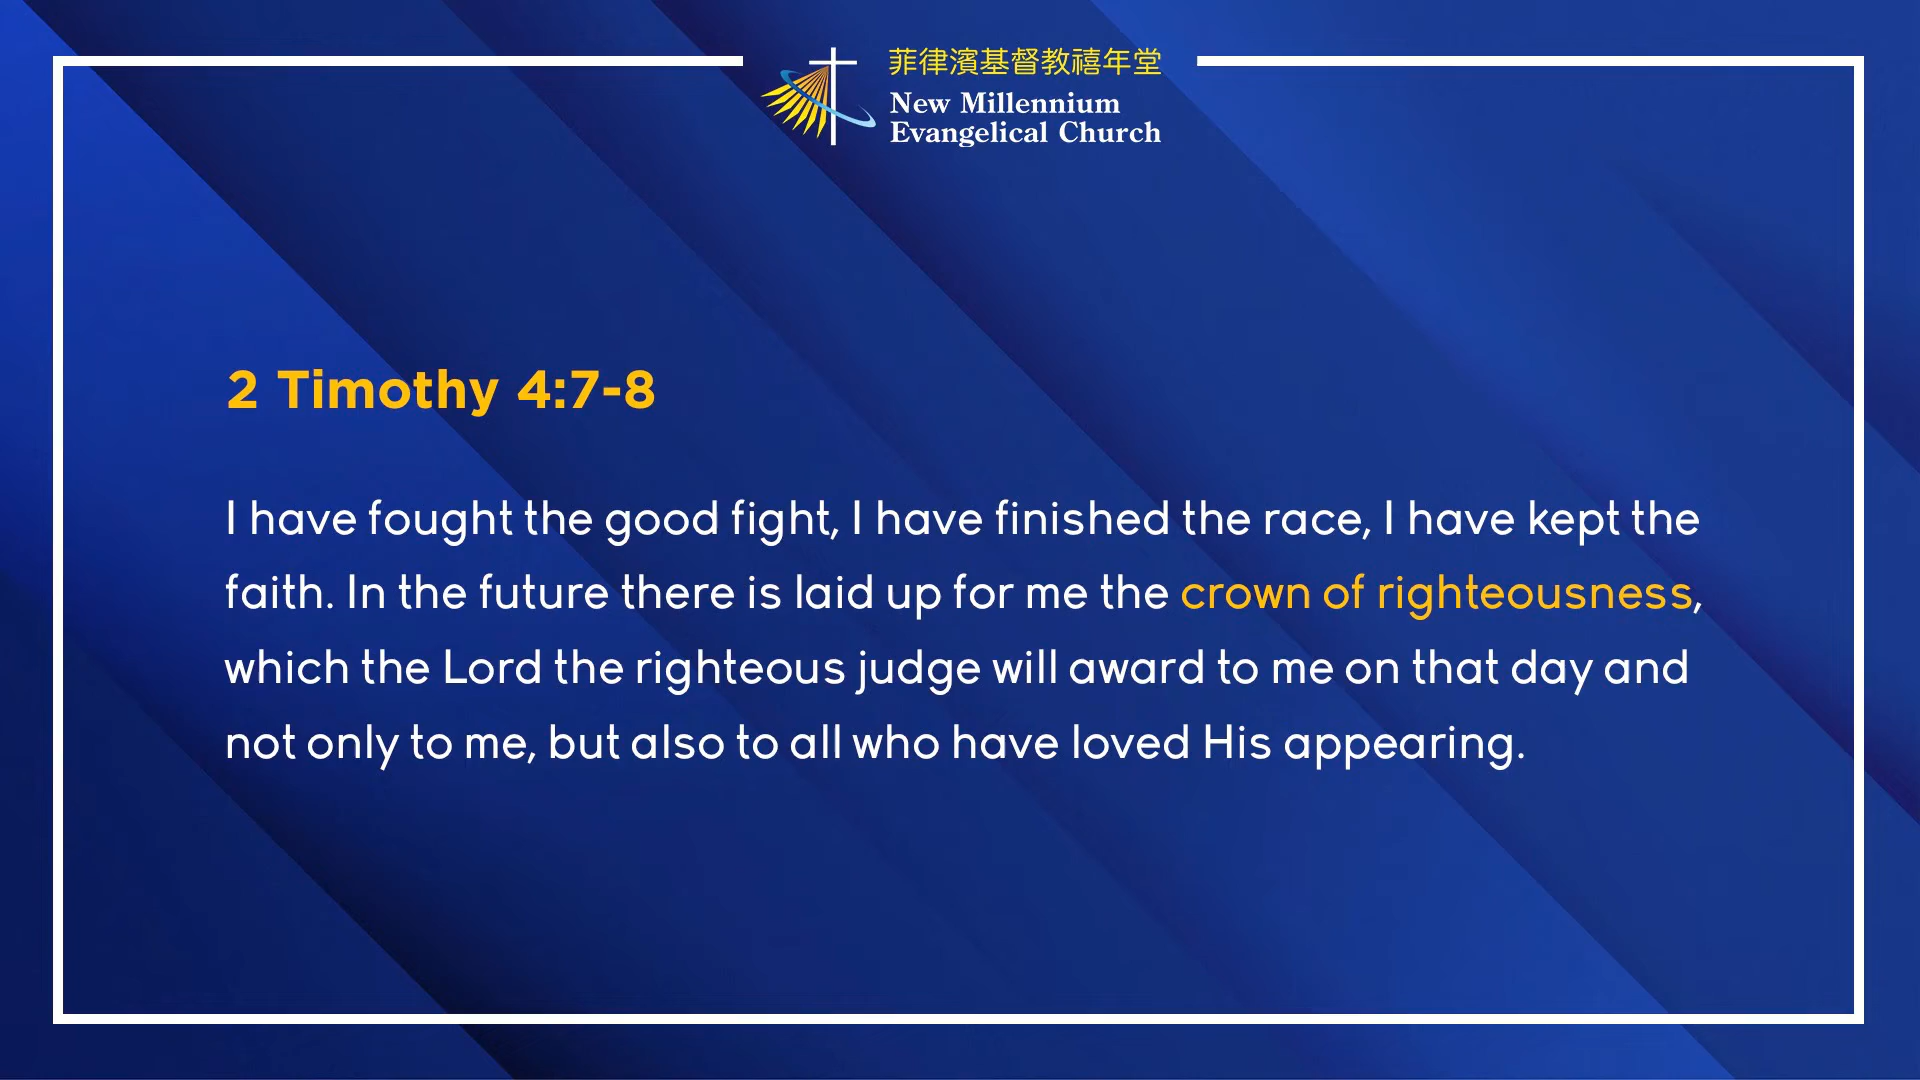 菲律濱基督教禧年堂
New Millennium
Evangelical Church
2 Timothy 4:7-8
I have fought the good fight, I have finished the race, I have kept the
faith. In the future there is laid up for me the crown of righteousness,
which the Lord the righteous judge will award to me on that day and
not only to me, but also to all who have loved His appearing.